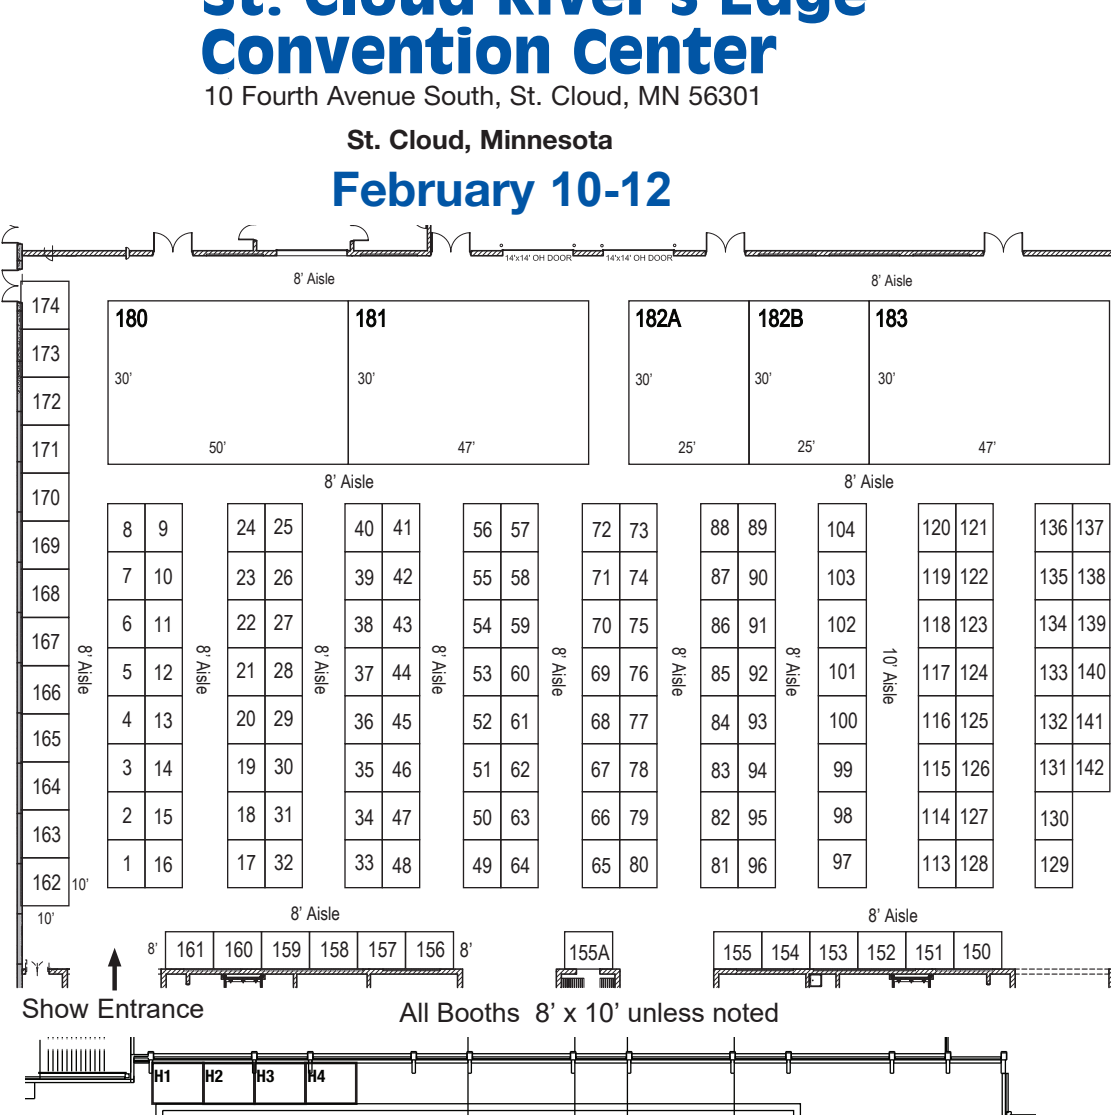 St. Cloud River's Edge
Convention Center
10 Fourth Avenue South, St. Cloud, MN 56301
St. Cloud, Minnesota
February 10-12
14'x14' OH DOOR 14'x14' OH DOOR
8' Aisle 8' Aisle
174
180 181 182A 182B 183
173
30' 30' 30' 30' 30'
172
171
50' 47' 25' 25' 47'
8' Aisle 8' Aisle
170
8 9 24 25 40 41 56 57 72 73 88 89 104 120 121 136 137
169
7 10 23 26 39 42 55 58 71 74 87 90 103 119 122 135 138
168
6 11 22 27 38 43 54 59 70 75 86 91 102 118 123 134 139
167
8' Aisle 8' Aisle 8' Aisle 8' Aisle 8' Aisle 8' Aisle 8' Aisle 10' Aisle
5 12 21 28 37 44 53 60 69 76 85 92 101 117 124 133 140
166
4 13 20 29 36 45 52 61 68 77 84 93 100 116 125 132 141
165
3 14 19 30 35 46 51 62 67 78 83 94 99 115 126 131 142
164
2 15 18 31 34 47 50 63 66 79 82 95 98 114 127 130
163
1 16 17 32 33 48 49 64 65 80 81 96 97 113 128 129
162 10'
10'
8' Aisle 8' Aisle
8' 161 160 159 158 157 156 8' 155A 155 154 153 152 151 150
Show Entrance
All Booths 8' x 10' unless noted
H1 H2 H3 H4